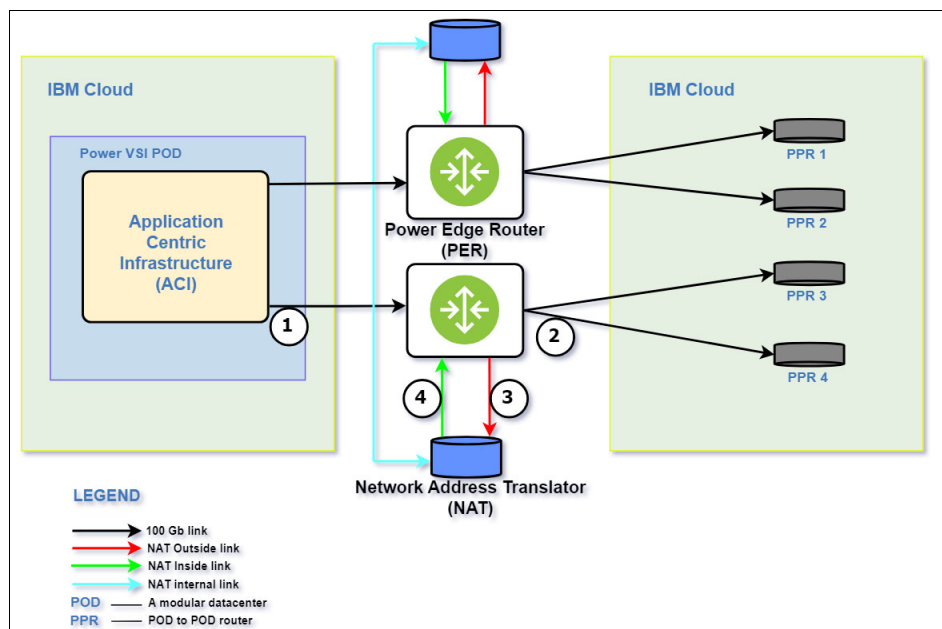 IBM Cloud
Power VSI POD
Application
Centric
Infrastructure
(ACI)
1
Power Edge Router
(PER)
2
4
3
Network Address Translator
(NAT)
IBM Cloud
PPR 1
PPR 2
PPR 3
PPR 4
LEGEND
100 Gb link
NAT Outside link
NAT Inside link
NAT internal link
POD A modular datacenter
PPR POD to POD router